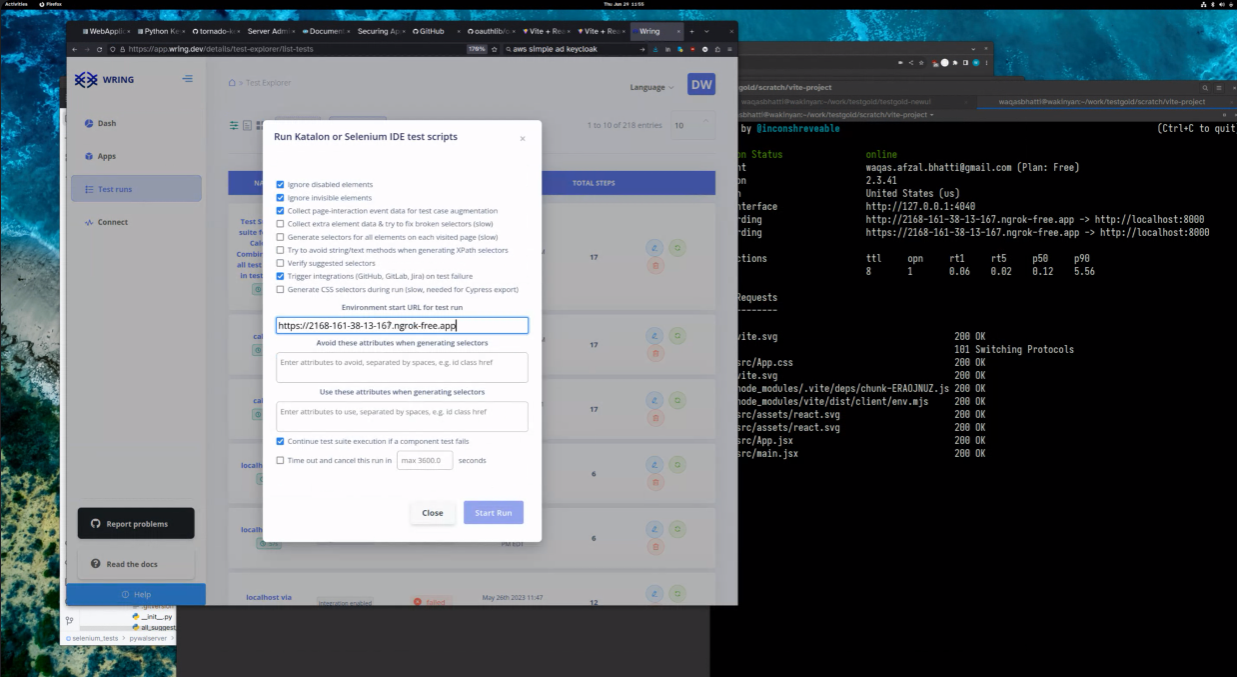 Activities Firefox
Thu Jun 29 11:55
WebApplic Python Ke tornado-k Server Admi Documen Securing Ap GitHub oauthlib/o Vite + Rea Vite + Rea Wring
https://app.wring.dev/details/test-explorer/list-tests 170% aws simple ad keycloak
WRING
Dash
Apps
Test runs
Connect
Report problems
Read the docs
Help
> Test Explorer
Language DW
1 to 10 of 218 entries 10
TOTAL STEPS
17
17
17
6
6
12
localhost via
Integration enabled
failed
May 26th 2023 11:47
Run Katalon or Selenium IDE test scripts
Ignore disabled elements
Ignore invisible elements
Collect page-interaction event data for test case augmentation
Collect extra element data & try to fix broken selectors (slow)
Generate selectors for all elements on each visited page (slow)
Try to avoid string/text methods when generating XPath selectors
Verify suggested selectors
Trigger integrations (GitHub, GitLab, Jira) on test failure
Generate CSS selectors during run (slow, needed for Cypress export)
Environment start URL for test run
https://2168-161-38-13-167.ngrok-free.app
Avoid these attributes when generating selectors
Enter attributes to avoid, separated by spaces, e.g. id class href
Use these attributes when generating selectors
Enter attributes to use, separated by spaces, e.g. id class href
Continue test suite execution if a component test fails
Time out and cancel this run in max 3600.0 seconds
Close Start Run
__init__.py
all_suggest
selenium_tests > pywalserver >
gold/scratch/vite-project
waqasbhatti@wakinyan:~/work/testgold/scratch/vite-project
by @inconshreveable (Ctrl+C to quit
on Status online
nt waqas.afzal.bhatti@gmail.com (Plan: Free)
on 2.3.41
United States (us)
nterface http://127.0.0.1:4040
rding http://2168-161-38-13-167.ngrok-free.app -> http://localhost:8000
rding https://2168-161-38-13-167.ngrok-free.app -> http://localhost:8000
ctions ttl opn rt1 rt5 p50 p90
8 1 0.06 0.02 0.12 5.56
Requests
--------
vite.svg 200 OK
101 Switching Protocols
src/App.css 200 OK
vite.svg 200 OK
node_modules/.vite/deps/chunk-ERAOJNUZ.js 200 OK
node_modules/vite/dist/client/env.mjs 200 OK
src/assets/react.svg 200 OK
src/assets/react.svg 200 OK
src/App.jsx 200 OK
src/main.jsx 200 OK